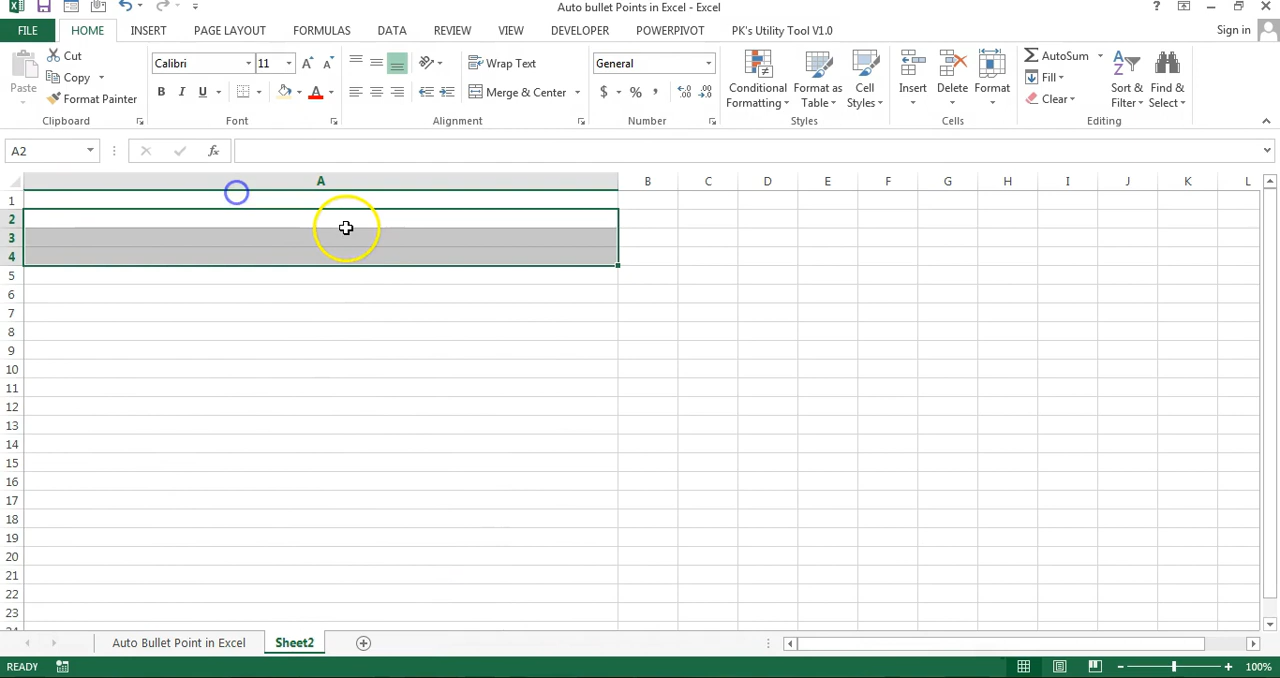 Auto bullet Points in Excel - Excel
?
FILE HOME INSERT PAGE LAYOUT FORMULAS DATA REVIEW VIEW DEVELOPER POWERPIVOT PK's Utility Tool V1.0 Sign in
Paste
Cut
Copy
Format Painter
Clipboard
Calibri 11
B I U
Font
Wrap Text
Merge & Center
Alignment
General
$ % ,
Number
Conditional Formatting
Format as Table
Cell Styles
Styles
Insert
Delete
Format
Cells
AutoSum
Fill
Clear
Sort & Filter
Find & Select
Editing
A2 fx
A B C D E F G H I J K L
1
2
3
4
5
6
7
8
9
10
11
12
13
14
15
16
17
18
19
20
21
22
23
Auto Bullet Point in Excel Sheet2
READY 100%